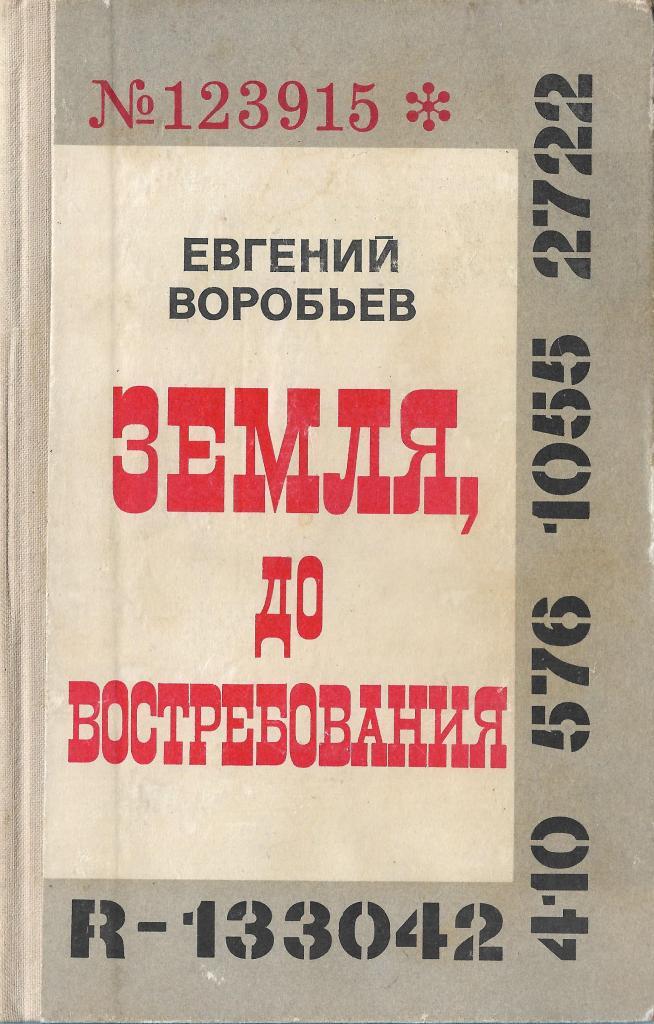 №123915 *
ЕВГЕНИЙ
ВОРОБЬЕВ
ЗЕМЛЯ,
ДО
ВОСТРЕБОВАНИЯ
R-133042
410 576 1055 2722